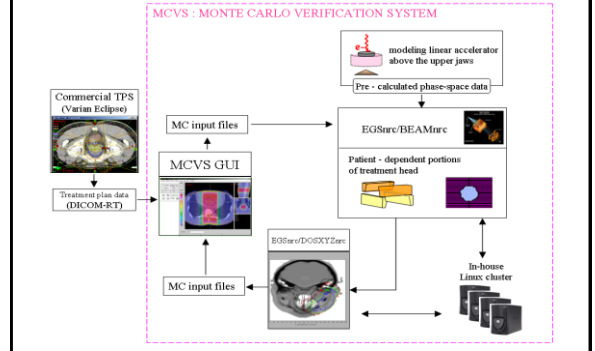 MCVS : MONTE CARLO VERIFICATION SYSTEM
e-
modeling linear accelerator
above the upper jaws
Pre - calculated phase-space data
Commercial TPS
(Varian Eclipse)
Treatment plan data
(DICOM-RT)
MC input files
MCVS GUI
EGSnrc/BEAMnrc
Patient - dependent portions
of treatment head
EGSnrc/DOSXYZnrc
MC input files
In-house
Linux cluster